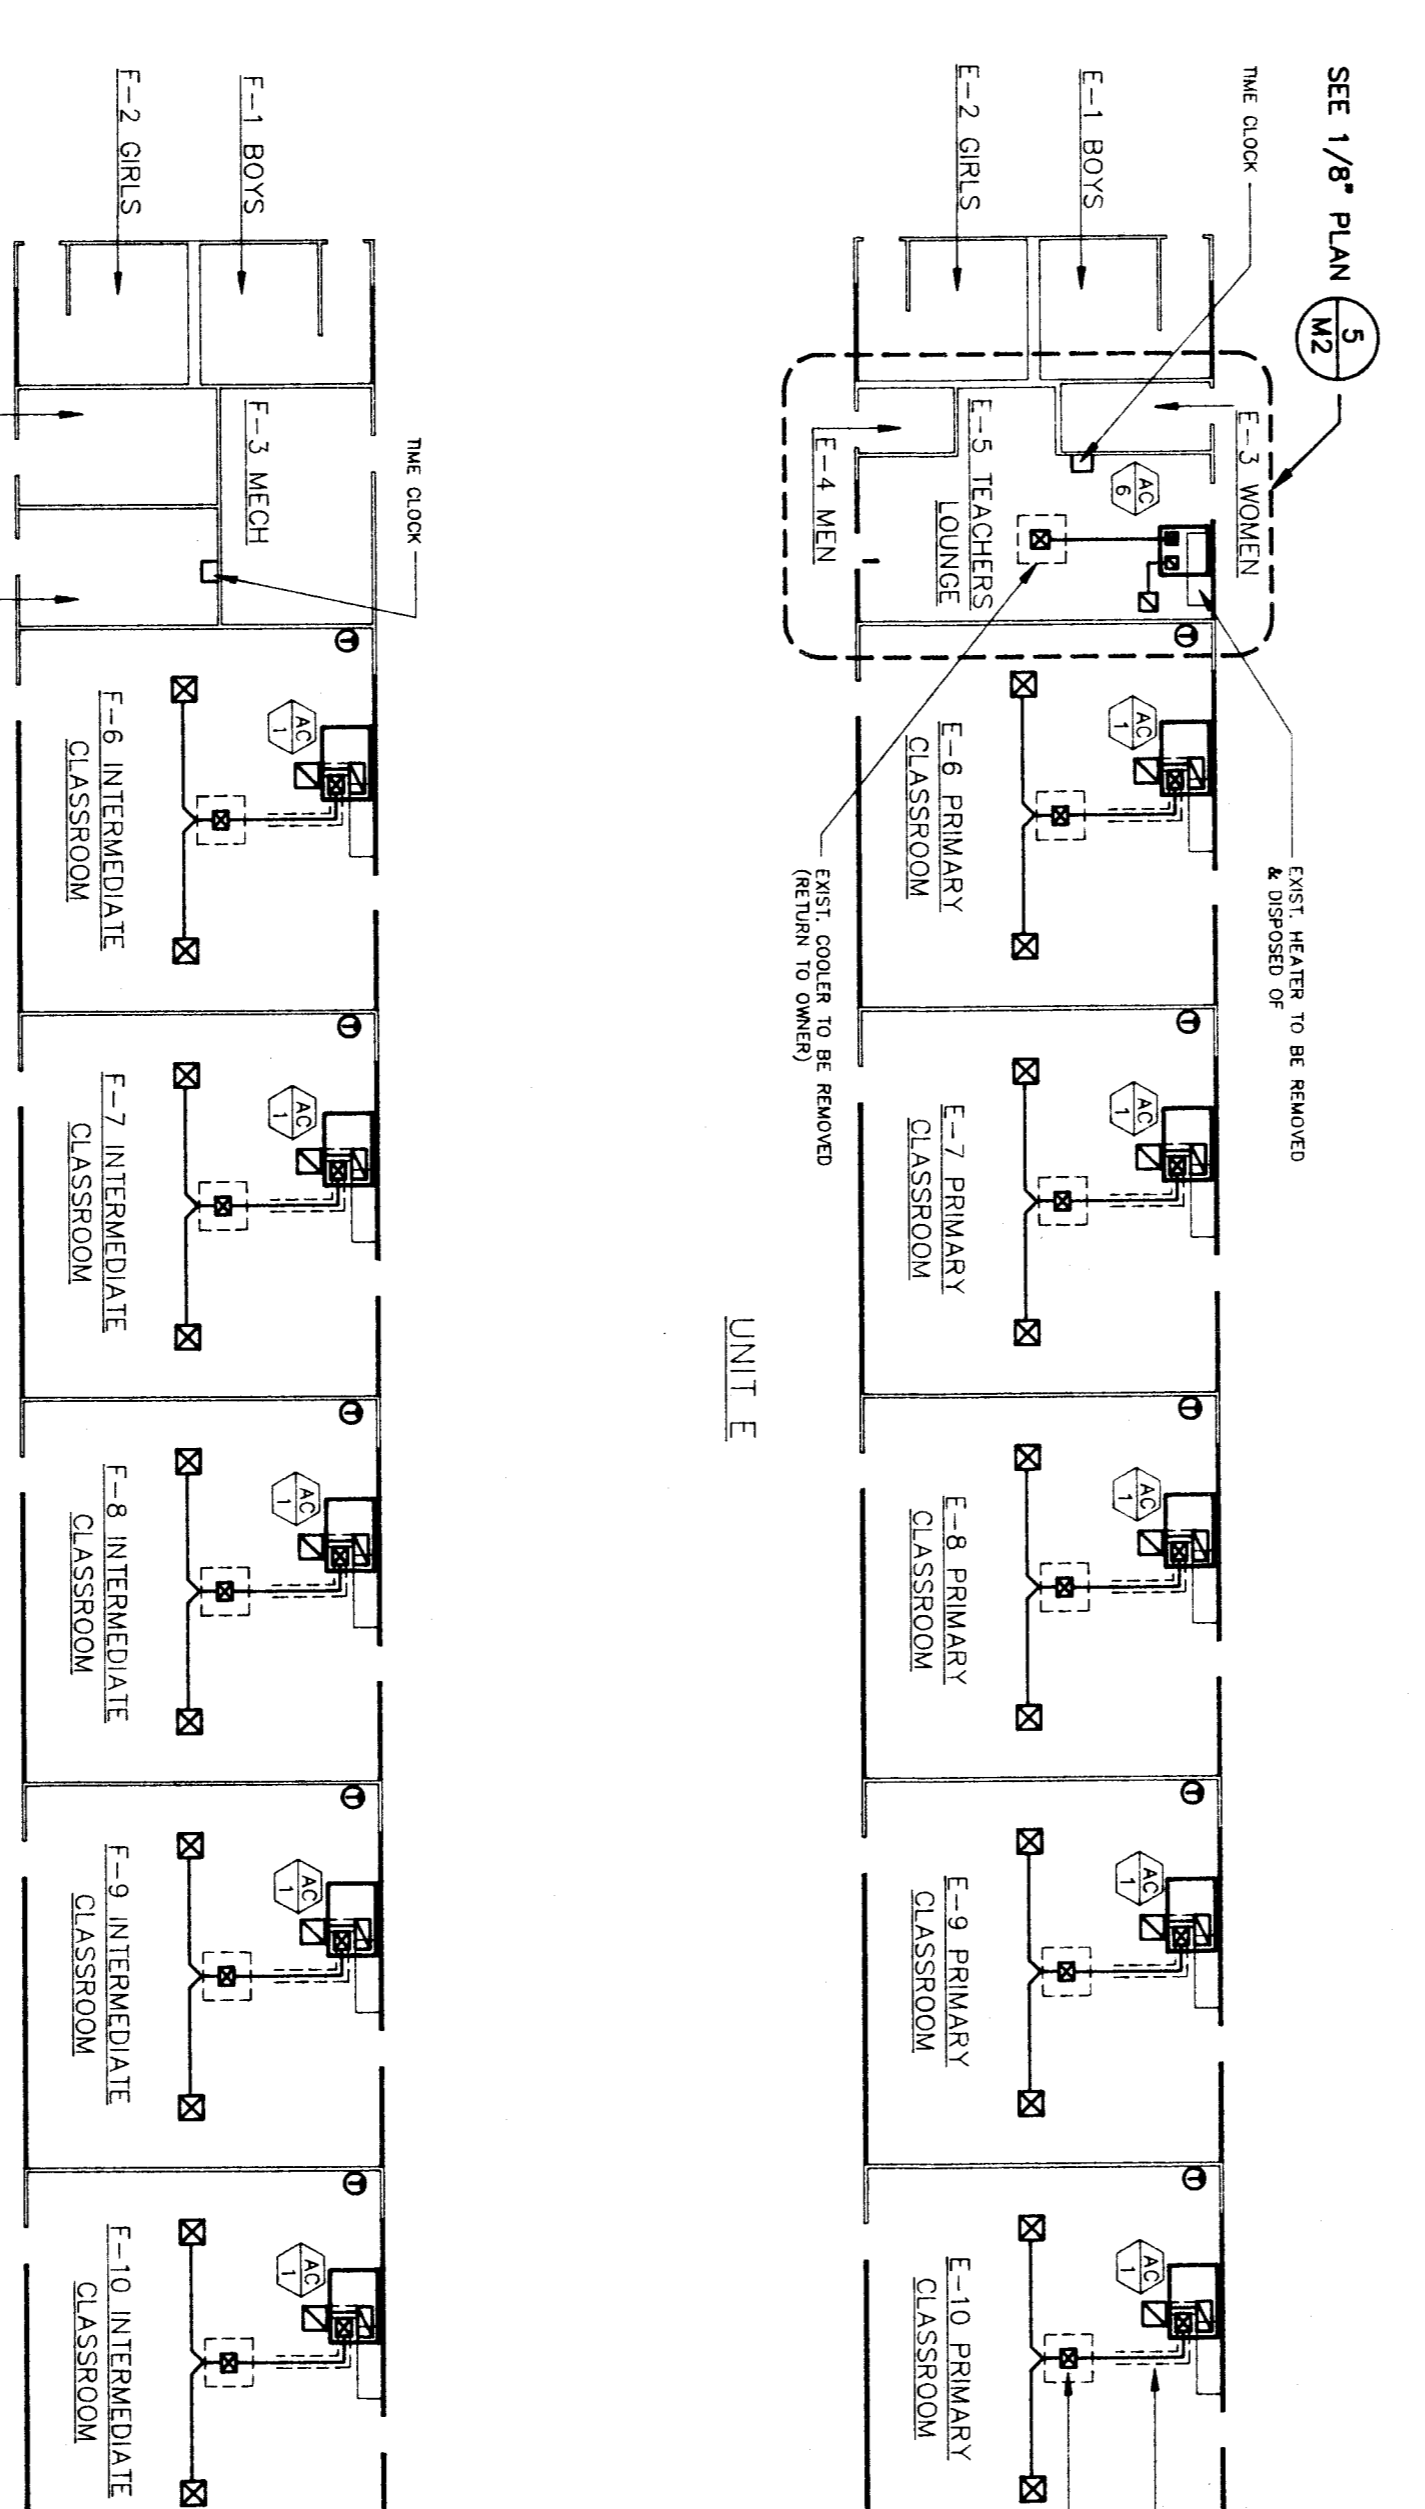 SEE 1/8" PLAN
5
M2
TIME CLOCK
E-1 BOYS
E-2 GIRLS
E-3 WOMEN
AC
6
E-5 TEACHERS
LOUNGE
E-4 MEN
EXIST. HEATER TO BE REMOVED
& DISPOSED OF
EXIST. COOLER TO BE REMOVED
(RETURN TO OWNER)
T
AC
1
E-6 PRIMARY
CLASSROOM
T
AC
1
E-7 PRIMARY
CLASSROOM
T
AC
1
E-8 PRIMARY
CLASSROOM
T
AC
1
E-9 PRIMARY
CLASSROOM
T
AC
1
E-10 PRIMARY
CLASSROOM
UNIT E
F-1 BOYS
F-2 GIRLS
TIME CLOCK
F-3 MECH
T
AC
1
F-6 INTERMEDIATE
CLASSROOM
T
AC
1
F-7 INTERMEDIATE
CLASSROOM
T
AC
1
F-8 INTERMEDIATE
CLASSROOM
T
AC
1
F-9 INTERMEDIATE
CLASSROOM
T
AC
1
F-10 INTERMEDIATE
CLASSROOM